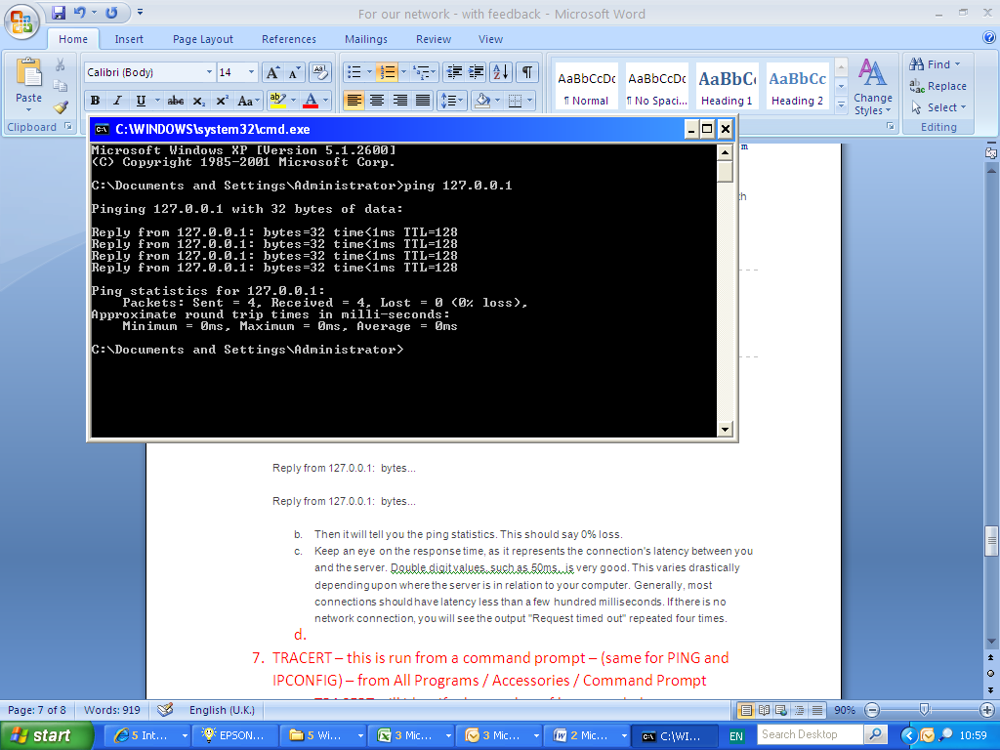 For our network - with feedback - Microsoft Word
Home Insert Page Layout References Mailings Review View
Paste
Clipboard
Calibri (Body) 14
AaBbCcDc AaBbCcDc AaBbC AaBbCc
¶ Normal ¶ No Spaci... Heading 1 Heading 2
Change
Styles
Find
Replace
Select
Editing
C:\WINDOWS\system32\cmd.exe
Microsoft Windows XP [Version 5.1.2600]
(C) Copyright 1985-2001 Microsoft Corp.
C:\Documents and Settings\Administrator>ping 127.0.0.1
Pinging 127.0.0.1 with 32 bytes of data:
Reply from 127.0.0.1: bytes=32 time<1ms TTL=128
Reply from 127.0.0.1: bytes=32 time<1ms TTL=128
Reply from 127.0.0.1: bytes=32 time<1ms TTL=128
Reply from 127.0.0.1: bytes=32 time<1ms TTL=128
Ping statistics for 127.0.0.1:
Packets: Sent = 4, Received = 4, Lost = 0 (0% loss),
Approximate round trip times in milli-seconds:
Minimum = 0ms, Maximum = 0ms, Average = 0ms
C:\Documents and Settings\Administrator>
Reply from 127.0.0.1: bytes...
Reply from 127.0.0.1: bytes...
b. Then it will tell you the ping statistics. This should say 0% loss.
c. Keep an eye on the response time, as it represents the connection's latency between you
and the server. Double digit values, such as 50ms, is very good. This varies drastically
depending upon where the server is in relation to your computer. Generally, most
connections should have latency less than a few hundred milliseconds. If there is no
network connection, you will see the output "Request timed out" repeated four times.
d.
7. TRACERT – this is run from a command prompt – (same for PING and
IPCONFIG) – from All Programs / Accessories / Command Prompt
Page: 7 of 8 Words: 919 English (U.K.) 90%
start 5 Int... EPSON... 5 Wi... 3 Mic... 3 Mic... 2 Mic... C:\WI... EN Search Desktop 10:59